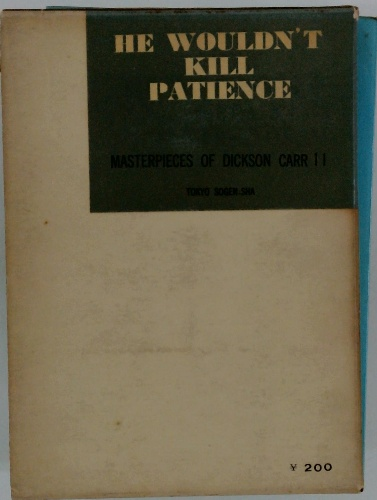 HE WOULDN'T
KILL
PATIENCE
MASTERPIECES OF DICKSON CARR 11
TOKYO SOGEN-SHA
¥ 200